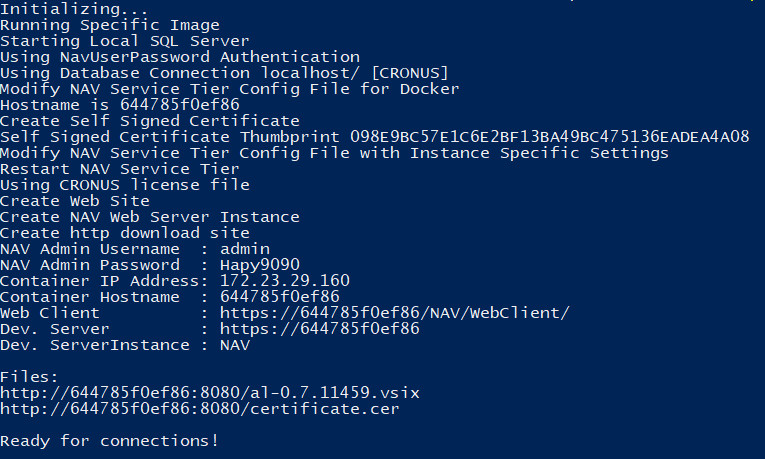 Initializing...
Running Specific Image
Starting Local SQL Server
Using NavUserPassword Authentication
Using Database Connection localhost/ [CRONUS]
Modify NAV Service Tier Config File for Docker
Hostname is 644785f0ef86
Create Self Signed Certificate
Self Signed Certificate Thumbprint 098E9BC57E1C6E2BF13BA49BC475136EADEA4A08
Modify NAV Service Tier Config File with Instance Specific Settings
Restart NAV Service Tier
Using CRONUS license file
Create Web Site
Create NAV Web Server Instance
Create http download site
NAV Admin Username  : admin
NAV Admin Password  : Hapy9090
Container IP Address: 172.23.29.160
Container Hostname  : 644785f0ef86
Web Client          : https://644785f0ef86/NAV/WebClient/
Dev. Server         : https://644785f0ef86
Dev. ServerInstance : NAV
Files:
http://644785f0ef86:8080/al-0.7.11459.vsix
http://644785f0ef86:8080/certificate.cer
Ready for connections!